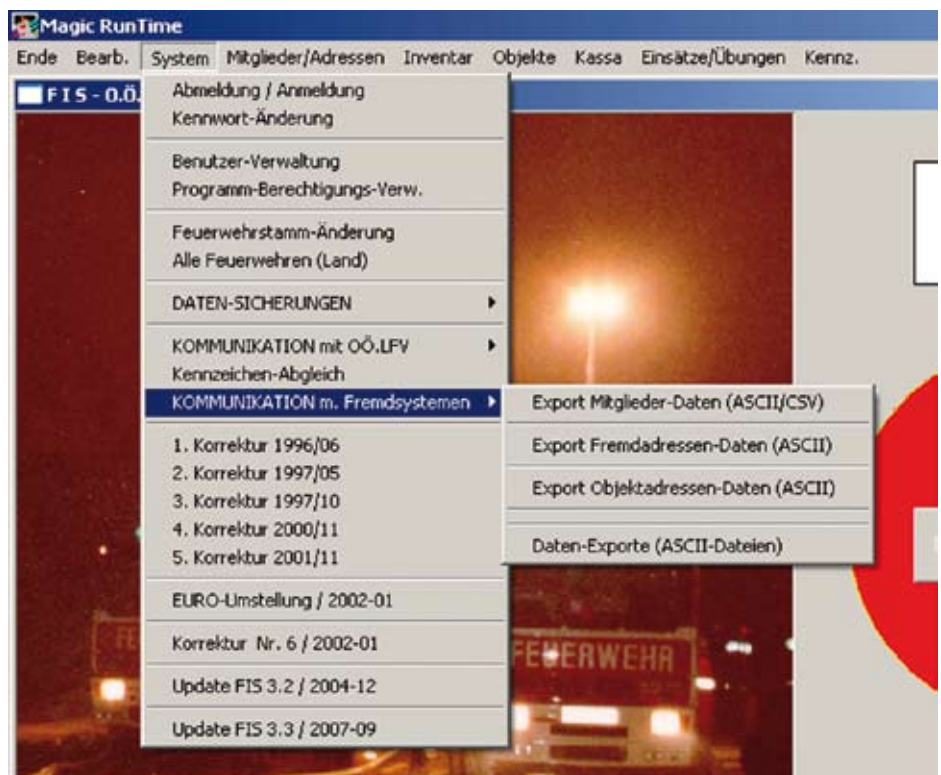 Magic RunTime
Ende Bearb. System Mitglieder/Adressen Inventar Objekte Kassa Einsätze/Übungen Kennz.
FIS - O.Ö.
Abmeldung / Anmeldung
Kennwort-Änderung
Benutzer-Verwaltung
Programm-Berechtigungs-Verw.
Feuerwehrstamm-Änderung
Alle Feuerwehren (Land)
DATEN-SICHERUNGEN
KOMMUNIKATION mit OÖ.LFV
Kennzeichen-Abgleich
KOMMUNIKATION m. Fremdsystemen
Export Mitglieder-Daten (ASCII/CSV)
Export Fremdadressen-Daten (ASCII)
Export Objektadressen-Daten (ASCII)
Daten-Exporte (ASCII-Dateien)
1. Korrektur 1996/06
2. Korrektur 1997/05
3. Korrektur 1997/10
4. Korrektur 2000/11
5. Korrektur 2001/11
EURO-Umstellung / 2002-01
Korrektur Nr. 6 / 2002-01
Update FIS 3.2 / 2004-12
Update FIS 3.3 / 2007-09
FE
FEUERWEHR